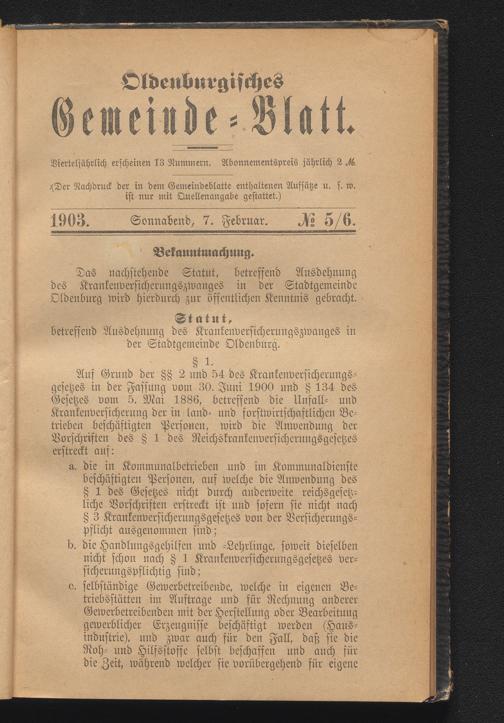 Oldenburgisches
Gemeinde=Blatt.
Vierteljährlich erscheinen 13 Nummern. Abonnementspreis jährlich 2 ℳ
(Der Nachdruck der in dem Gemeindeblatte enthaltenen Aufsätze u. s. w.
ist nur mit Quellenangabe gestattet.)
1903. Sonnabend, 7. Februar. № 5/6.
Bekanntmachung.
Das nachstehende Statut, betreffend Ausdehnung
des Krankenversicherungszwanges in der Stadtgemeinde
Oldenburg wird hierdurch zur öffentlichen Kenntnis gebracht.
Statut,
betreffend Ausdehnung des Krankenversicherungszwanges in
der Stadtgemeinde Oldenburg.
§ 1.
Auf Grund der §§ 2 und 54 des Krankenversicherungs-
gesetzes in der Fassung vom 30. Juni 1900 und § 134 des
Gesetzes vom 5. Mai 1886, betreffend die Unfall- und
Krankenversicherung der in land- und forstwirtschaftlichen Be-
trieben beschäftigten Personen, wird die Anwendung der
Vorschriften des § 1 des Reichskrankenversicherungsgesetzes
erstreckt auf:
a. die in Kommunalbetrieben und im Kommunaldienste
beschäftigten Personen, auf welche die Anwendung des
§ 1 des Gesetzes nicht durch anderweite reichsgesetz-
liche Vorschriften erstreckt ist und sofern sie nicht nach
§ 3 Krankenversicherungsgesetzes von der Versicherungs-
pflicht ausgenommen sind;
b. die Handlungsgehilfen und -Lehrlinge, soweit dieselben
nicht schon nach § 1 Krankenversicherungsgesetzes ver-
sicherungspflichtig sind;
c. selbständige Gewerbetreibende, welche in eigenen Be-
triebsstätten im Auftrage und für Rechnung anderer
Gewerbetreibenden mit der Herstellung oder Bearbeitung
gewerblicher Erzeugnisse beschäftigt werden (Haus-
industrie), und zwar auch für den Fall, daß sie die
Roh- und Hilfsstoffe selbst beschaffen und auch für
die Zeit, während welcher sie vorübergehend für eigene